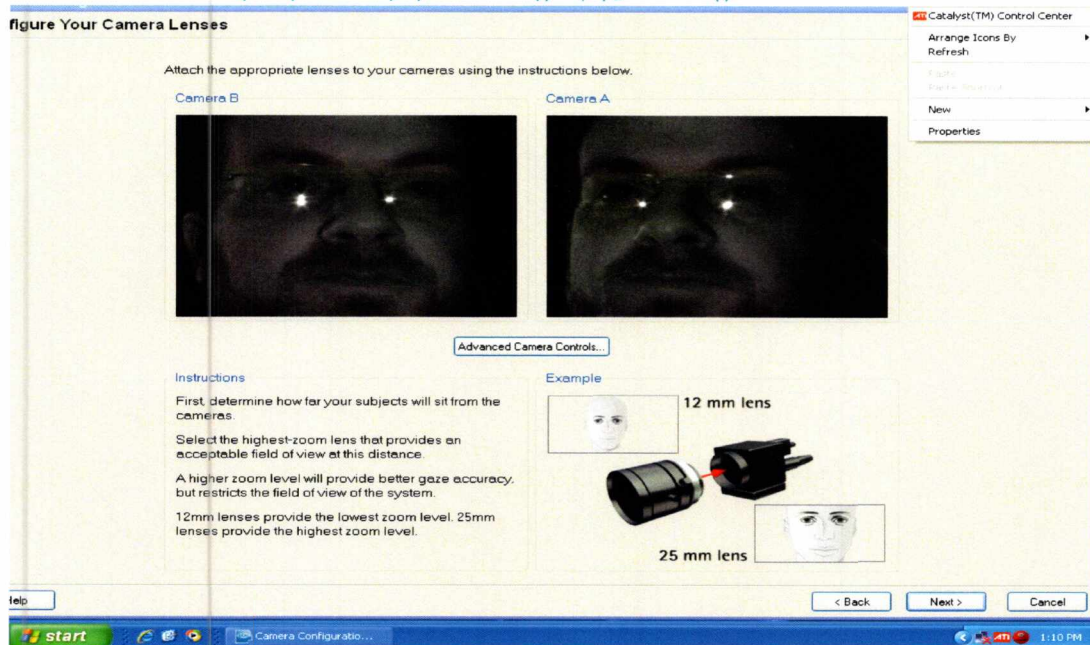 figure Your Camera Lenses
ATI Catalyst(TM) Control Center
Arrange Icons By
Refresh
New
Properties
Attach the appropriate lenses to your cameras using the instructions below.
Camera B
Camera A
Advanced Camera Controls...
Instructions
First, determine how far your subjects will sit from the
cameras.
Select the highest-zoom lens that provides an
acceptable field of view at this distance.
A higher zoom level will provide better gaze accuracy,
but restricts the field of view of the system.
12mm lenses provide the lowest zoom level. 25mm
lenses provide the highest zoom level.
Example
12 mm lens
25 mm lens
Help
< Back
Next >
Cancel
start
Camera Configuratio...
ATI
1:10 PM